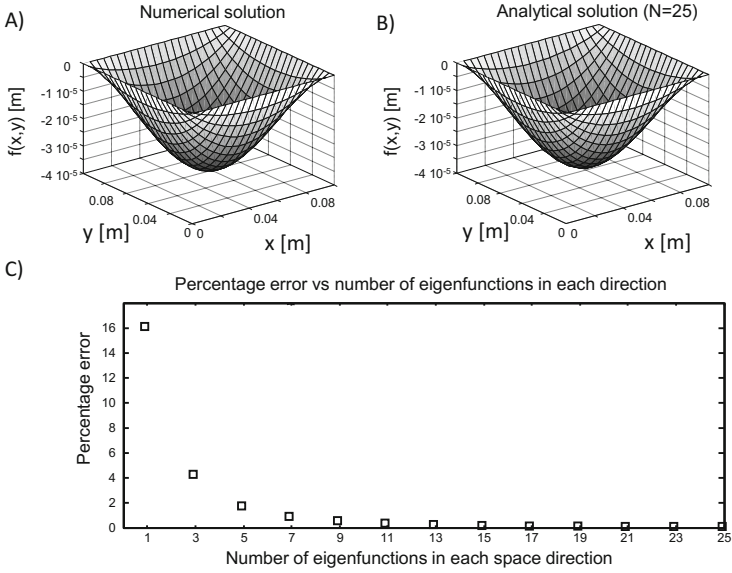 A)
Numerical solution
f(x,y) [m]
0
-1 10-5
-2 10-5
-3 10-5
-4 10-5
0.08
0.04
0
y [m]
0
0.04
0.08
x [m]
B)
Analytical solution (N=25)
f(x,y) [m]
0
-1 10-5
-2 10-5
-3 10-5
-4 10-5
0.08
0.04
0
y [m]
0
0.04
0.08
x [m]
C)
Percentage error vs number of eigenfunctions in each direction
Percentage error
16
14
12
10
8
6
4
2
0
1 3 5 7 9 11 13 15 17 19 21 23 25
Number of eigenfunctions in each space direction